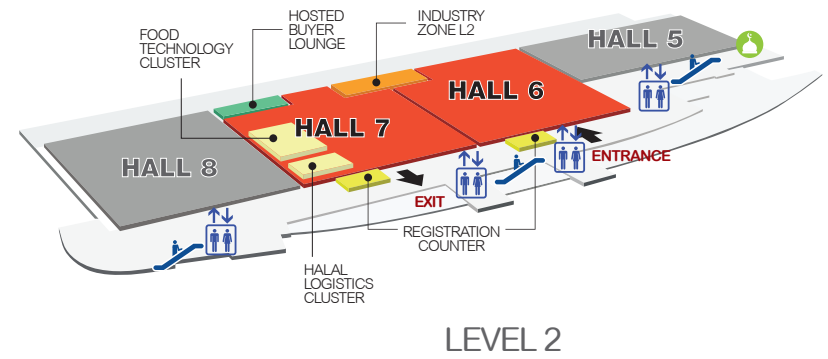 HOSTED
BUYER
LOUNGE
INDUSTRY
ZONE L2
FOOD
TECHNOLOGY
CLUSTER
HALL 5
HALL 6
HALL 7
HALL 8
ENTRANCE
EXIT
REGISTRATION
COUNTER
HALAL
LOGISTICS
CLUSTER
LEVEL 2